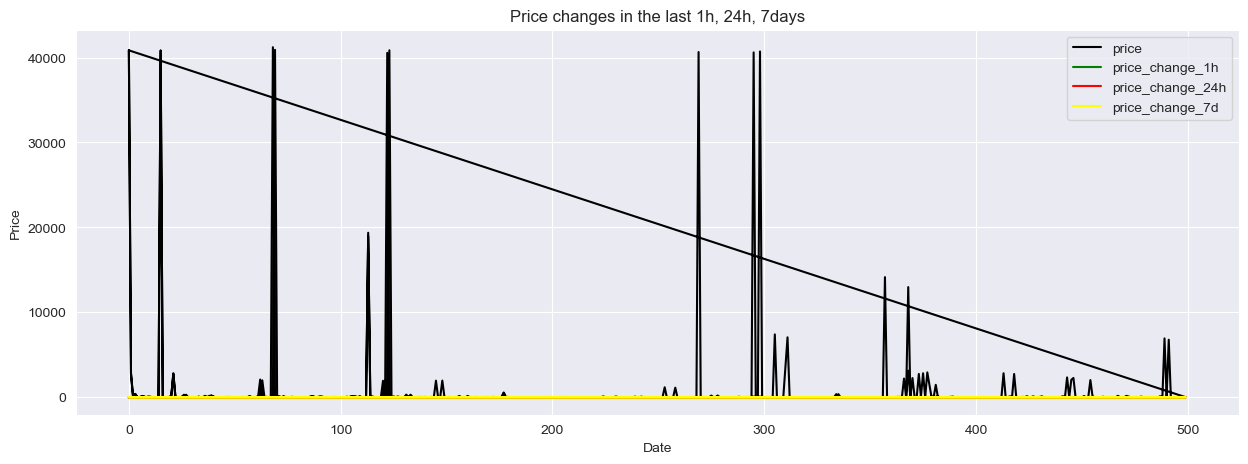 Price changes in the last 1h, 24h, 7days
price
price_change_1h
price_change_24h
price_change_7d
40000
30000
20000
10000
0
Price
0 100 200 300 400 500
Date